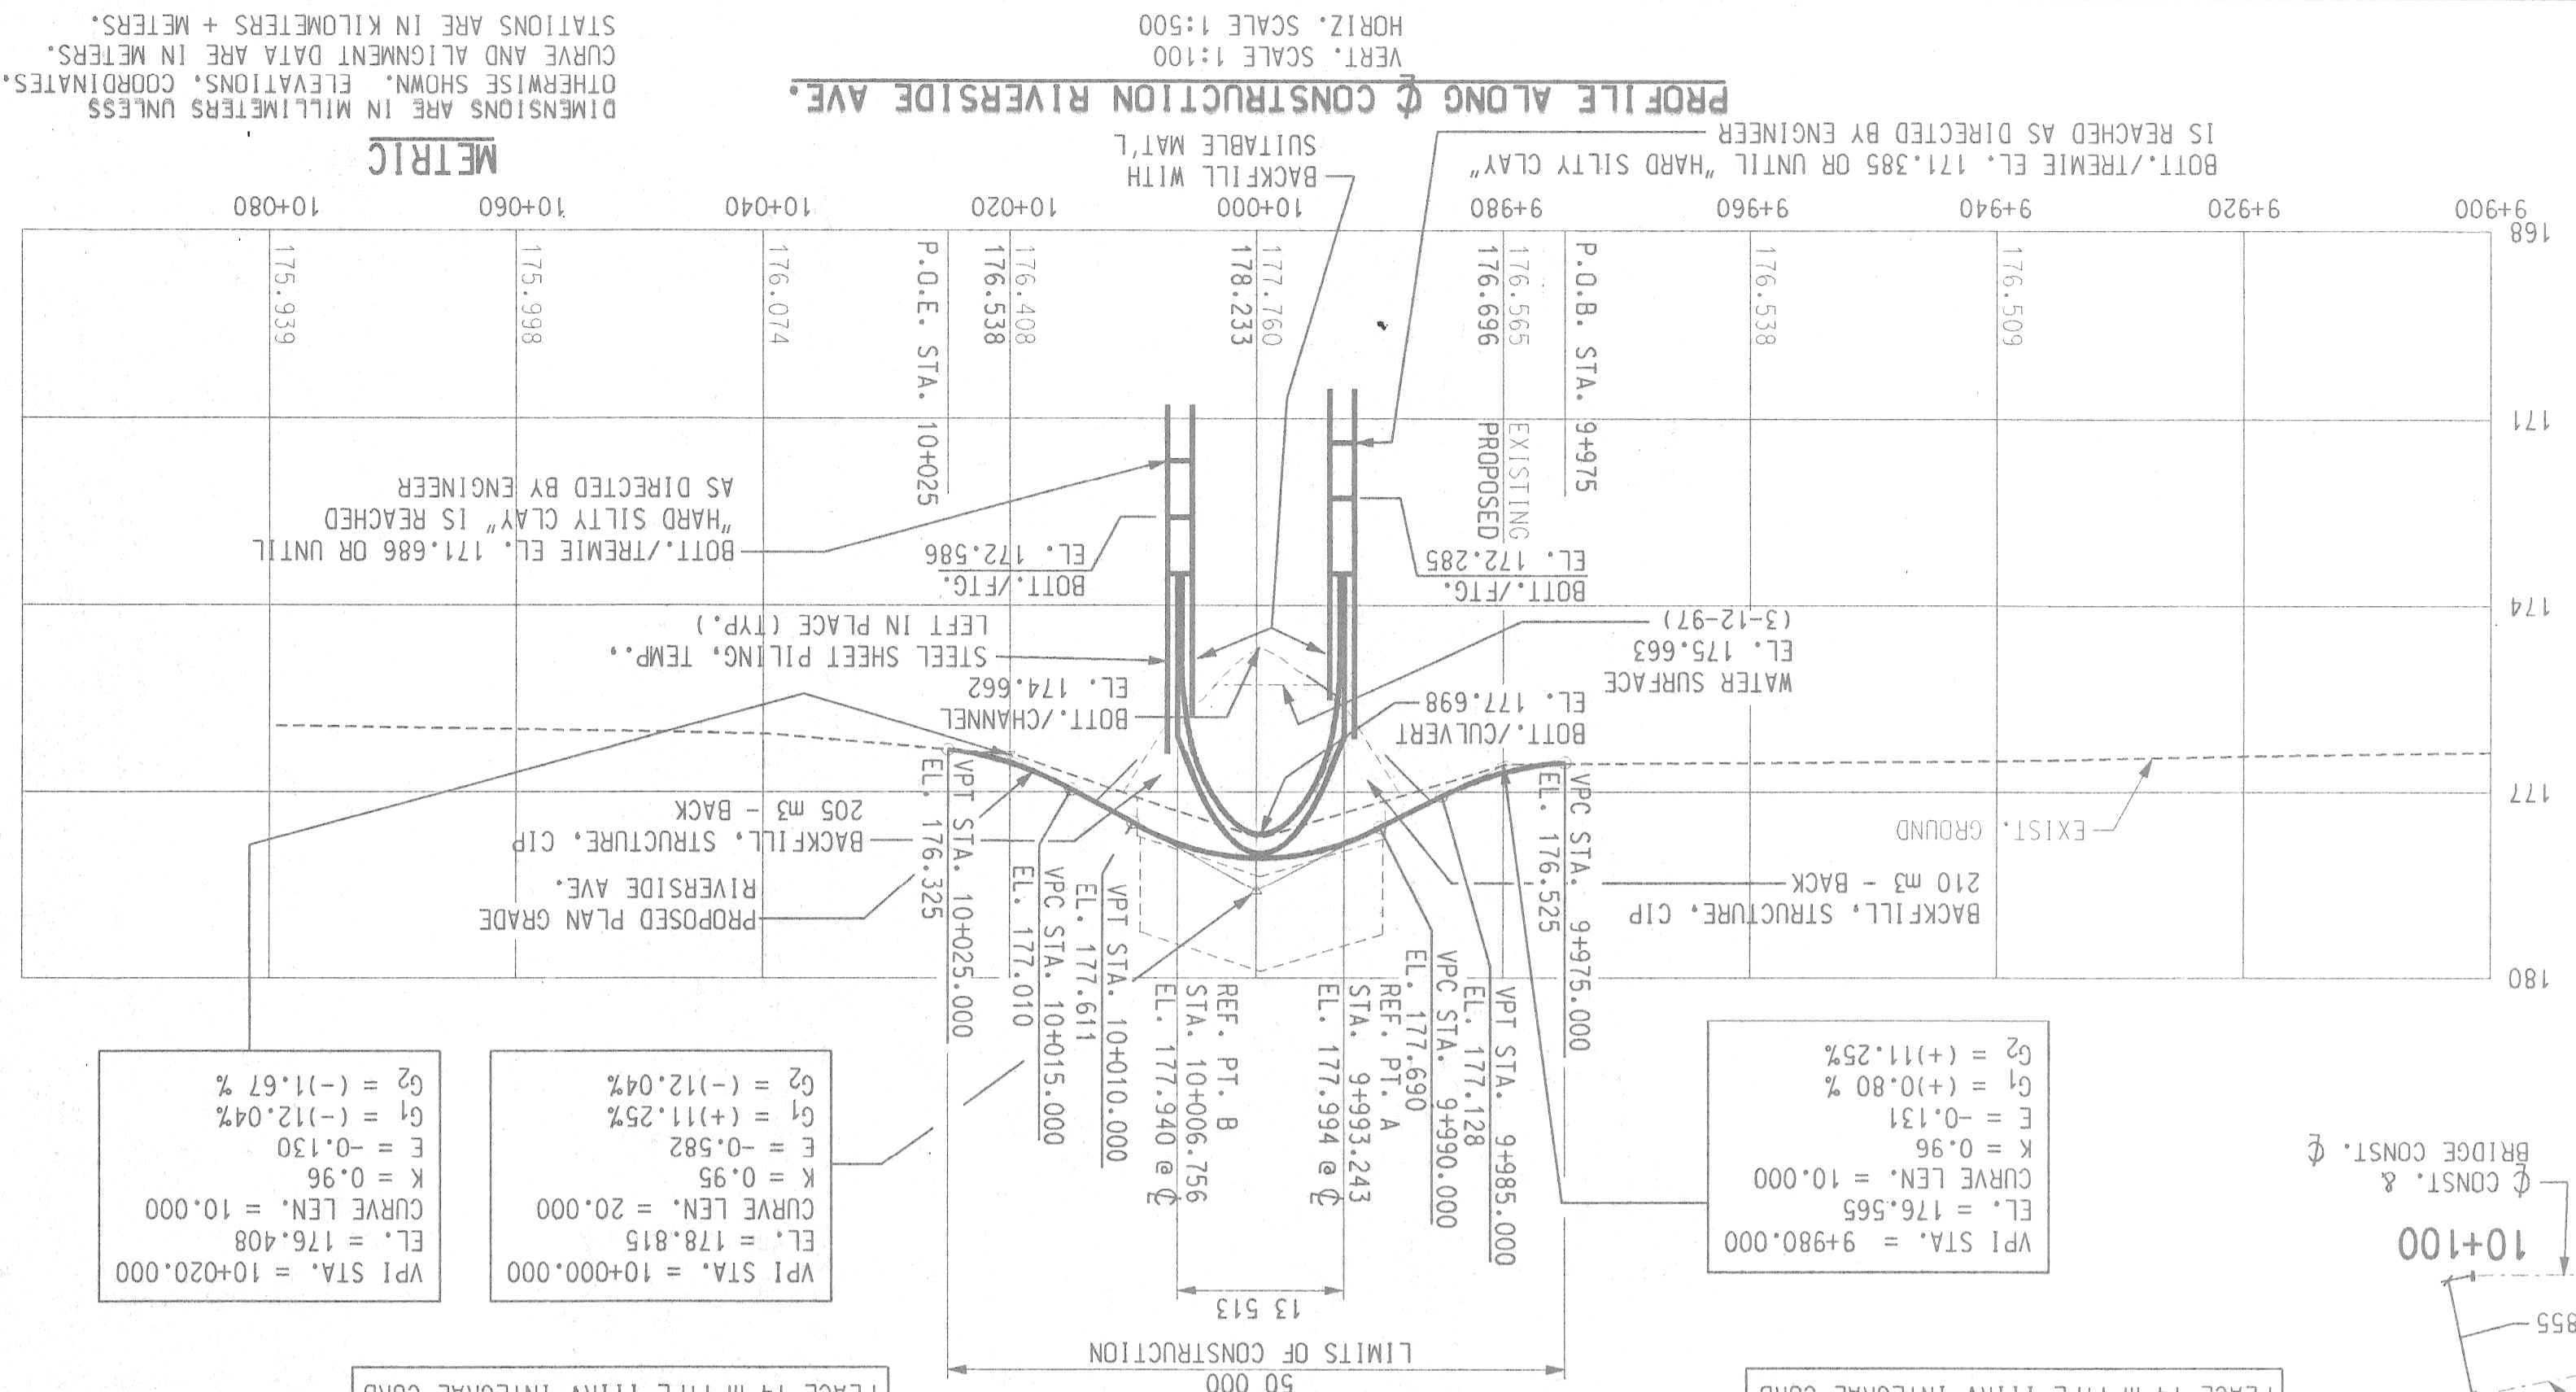 50 000
LIMITS OF CONSTRUCTION
13 513
855
10+100
℄ CONST. &
BRIDGE CONST. ℄
VPI STA. = 9+980.000
EL. = 176.565
CURVE LEN. = 10.000
K = 0.96
E = -0.131
G1 = (+)0.80 %
G2 = (+)11.25%
VPI STA. = 10+000.000
EL. = 178.815
CURVE LEN. = 20.000
K = 0.95
E = -0.582
G1 = (+)11.25%
G2 = (-)12.04%
VPI STA. = 10+020.000
EL. = 176.408
CURVE LEN. = 10.000
K = 0.96
E = -0.130
G1 = (-)12.04%
G2 = (-)1.67 %
VPC STA. 9+975.000
EL. 176.525
VPT STA. 9+985.000
EL. 177.128
VPC STA. 9+990.000
EL. 177.690
REF. PT. A
STA. 9+993.243
EL. 177.994 @ ℄
REF. PT. B
STA. 10+006.756
EL. 177.940 @ ℄
VPT STA. 10+010.000
EL. 177.611
VPC STA. 10+015.000
EL. 177.010
VPT STA. 10+025.000
EL. 176.325
180
177
174
171
168
BACKFILL, STRUCTURE, CIP
210 m3 - BACK
EXIST. GROUND
PROPOSED PLAN GRADE
RIVERSIDE AVE.
BACKFILL, STRUCTURE, CIP
205 m3 - BACK
BOTT./CULVERT
EL. 177.698
WATER SURFACE
EL. 175.663
(3-12-97)
BOTT./CHANNEL
EL. 174.662
STEEL SHEET PILING, TEMP.,
LEFT IN PLACE (TYP.)
BOTT./FTG.
EL. 172.285
BOTT./FTG.
EL. 172.586
BOTT./TREMIE EL. 171.686 OR UNTIL
"HARD SILTY CLAY" IS REACHED
AS DIRECTED BY ENGINEER
EXISTING
PROPOSED
P.O.B. STA. 9+975
P.O.E. STA. 10+025
176.509
176.538
176.565
176.696
177.760
178.233
176.408
176.538
176.074
175.998
175.939
9+900
9+920
9+940
9+960
9+980
10+000
10+020
10+040
10+060
10+080
BOTT./TREMIE EL. 171.385 OR UNTIL "HARD SILTY CLAY"
IS REACHED AS DIRECTED BY ENGINEER
BACKFILL WITH
SUITABLE MAT'L
PROFILE ALONG ℄ CONSTRUCTION RIVERSIDE AVE.
VERT. SCALE 1:100
HORIZ. SCALE 1:500
METRIC
DIMENSIONS ARE IN MILLIMETERS UNLESS
OTHERWISE SHOWN. ELEVATIONS, COORDINATES,
CURVE AND ALIGNMENT DATA ARE IN METERS.
STATIONS ARE IN KILOMETERS + METERS.